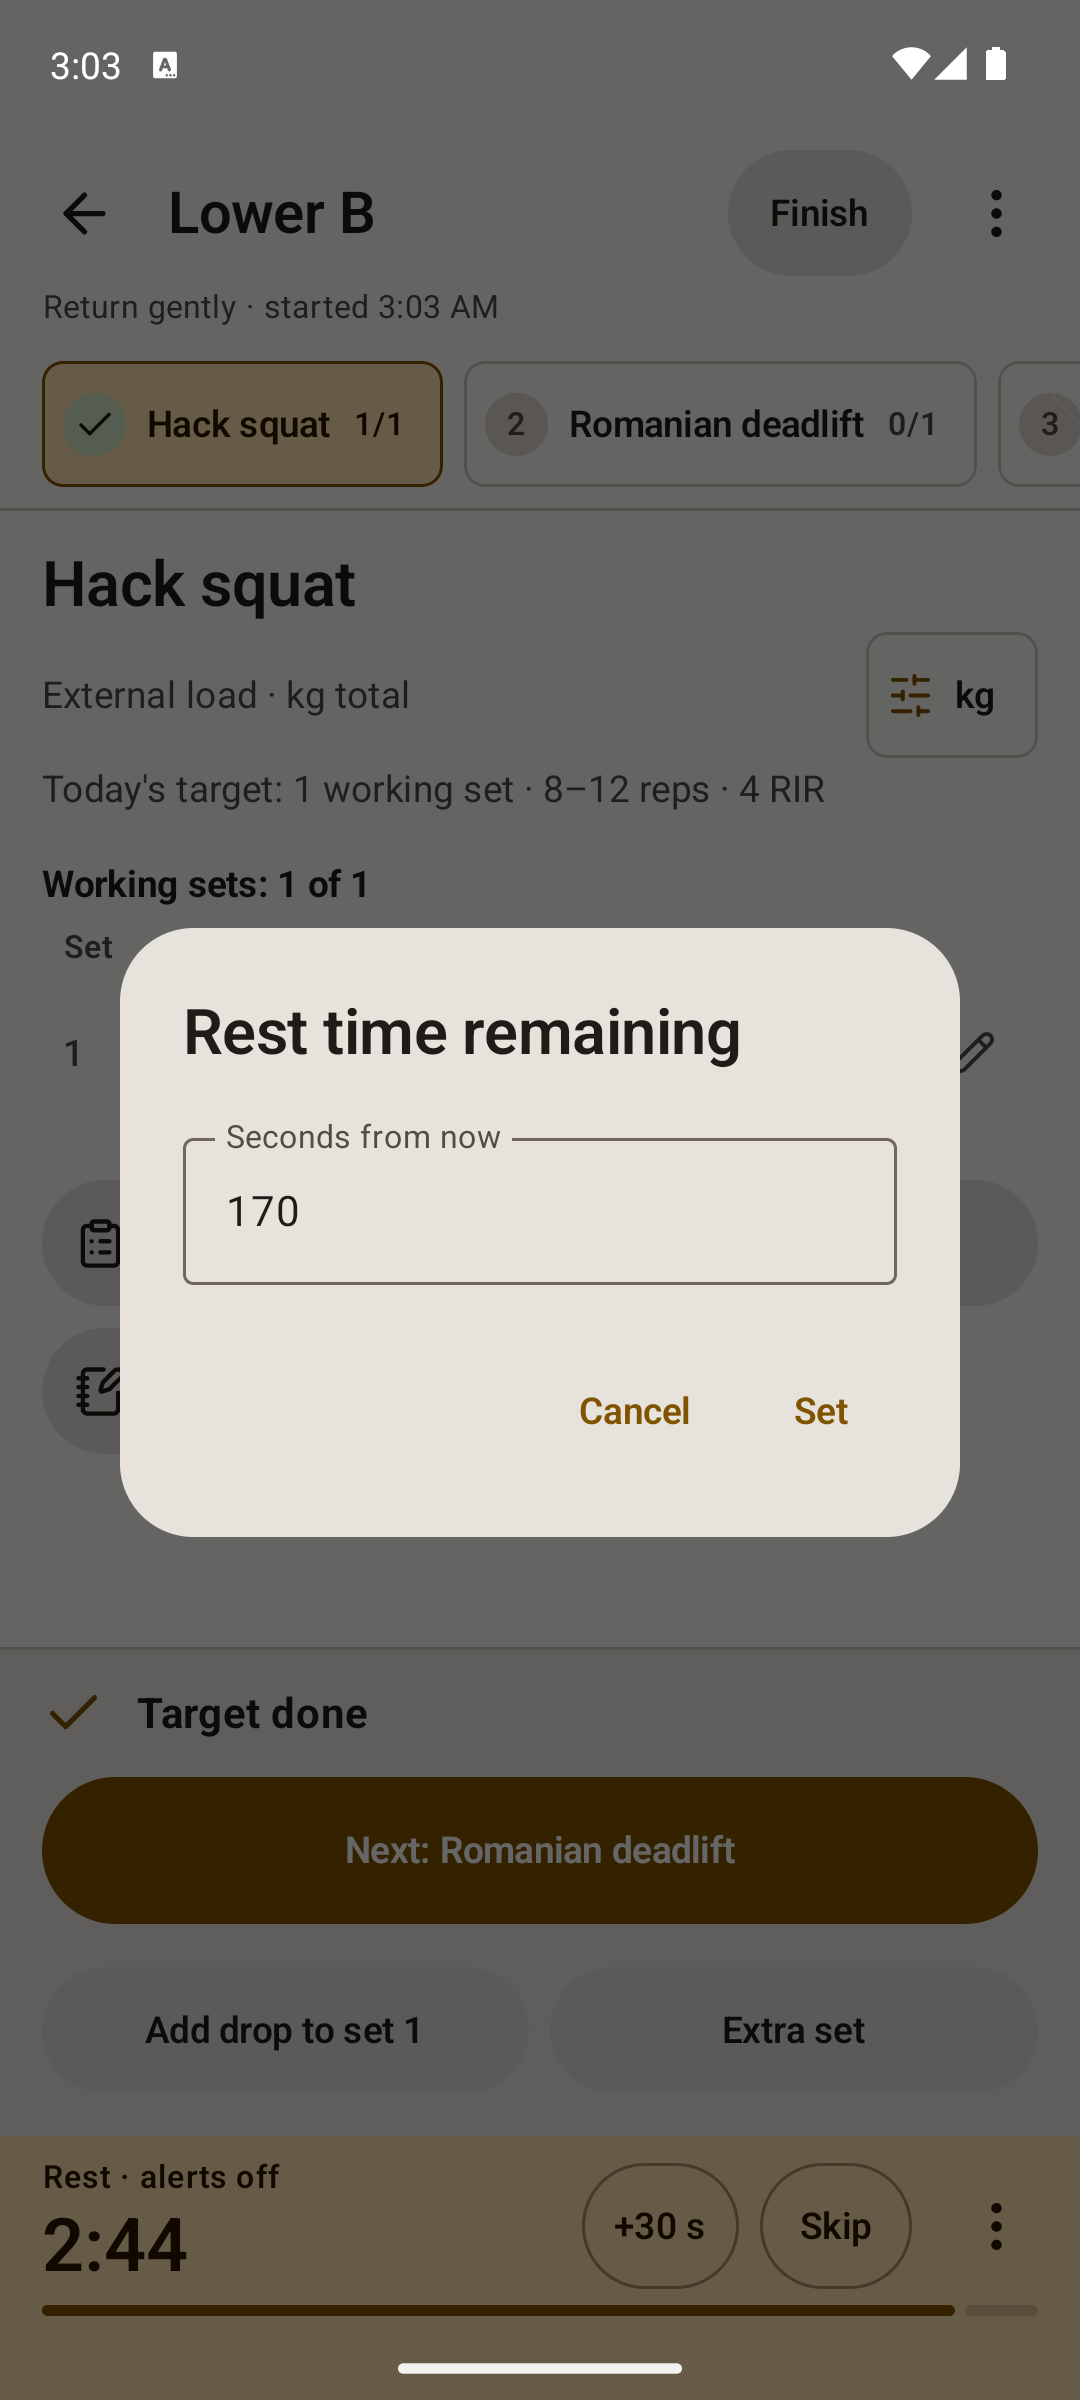 3:03
Lower B
Finish
Return gently · started 3:03 AM
Hack squat 1/1
2 Romanian deadlift 0/1
3
Hack squat
External load · kg total
kg
Today's target: 1 working set · 8–12 reps · 4 RIR
Working sets: 1 of 1
Set
1
Rest time remaining
Seconds from now
170
Cancel
Set
Target done
Next: Romanian deadlift
Add drop to set 1
Extra set
Rest · alerts off
2:44
+30 s
Skip